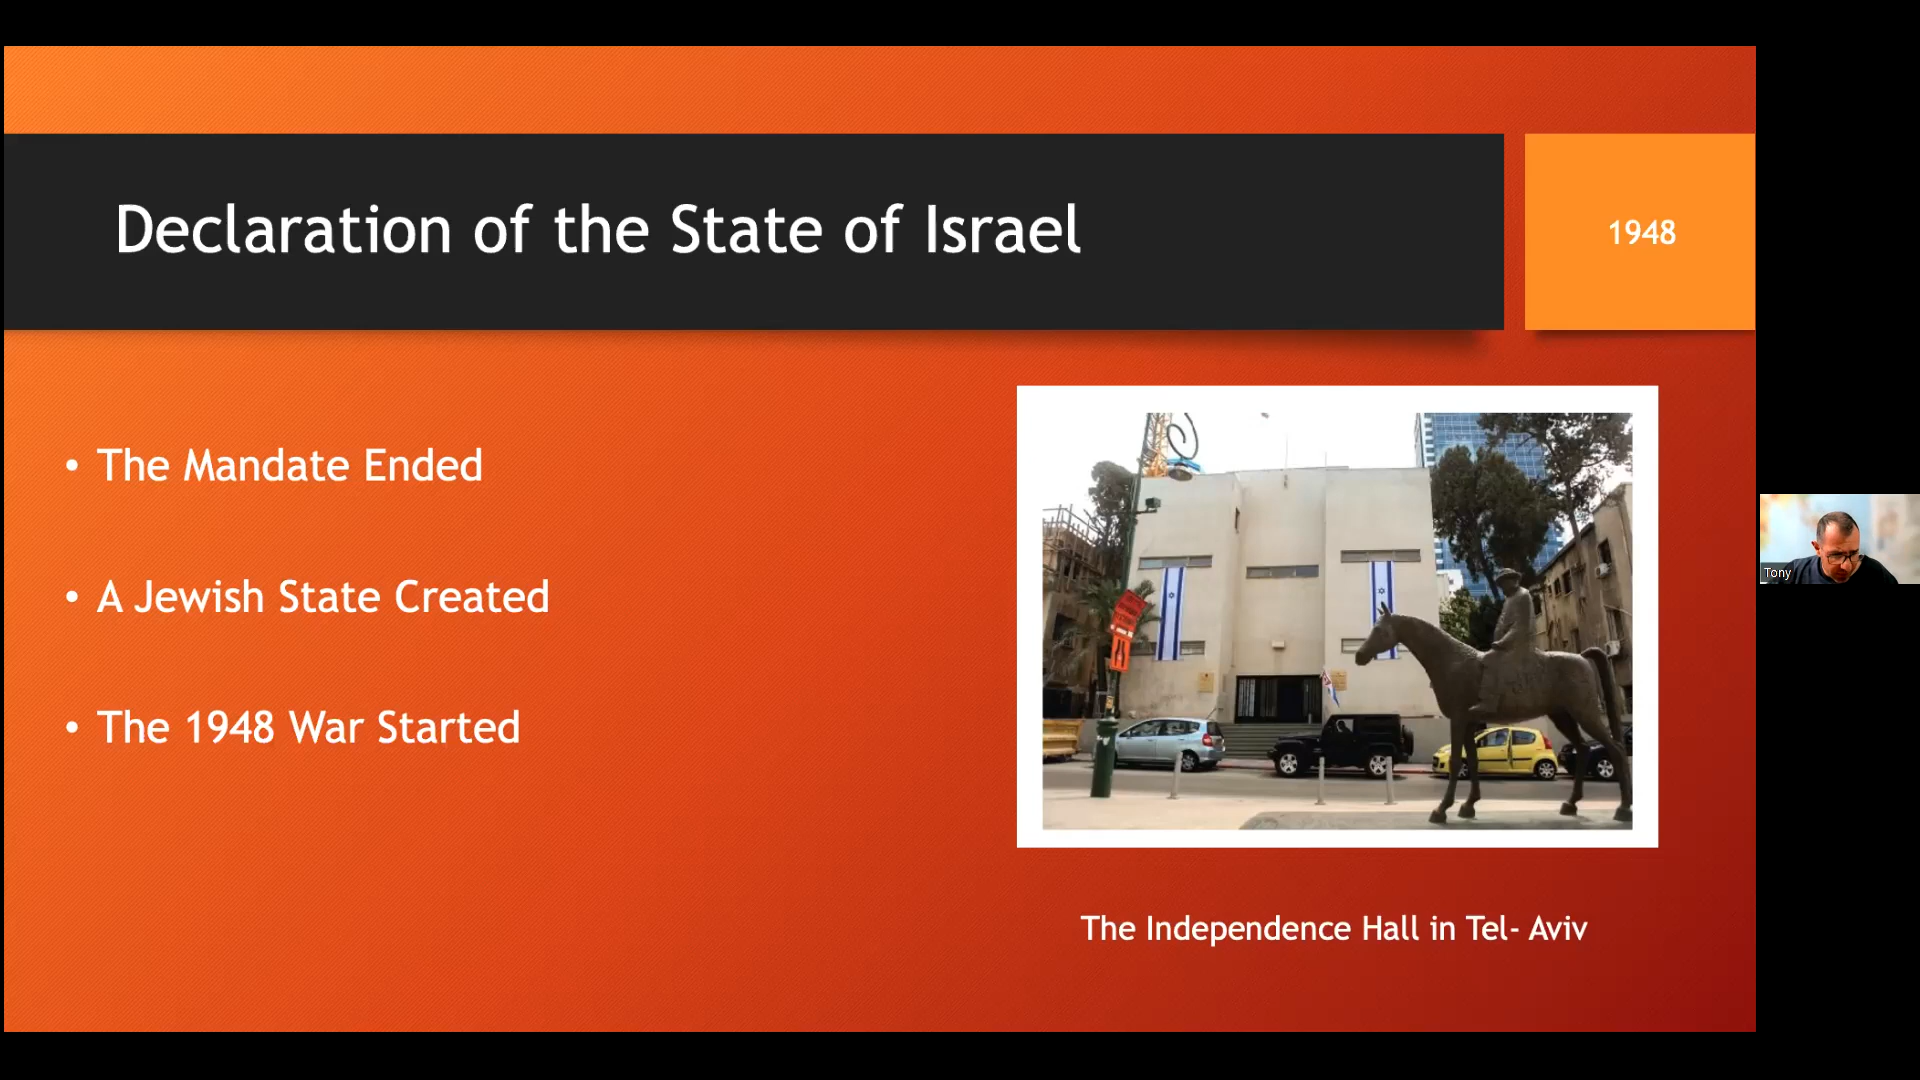 Declaration of the State of Israel
1948
• The Mandate Ended
• A Jewish State Created
• The 1948 War Started
The Independence Hall in Tel- Aviv
Tony